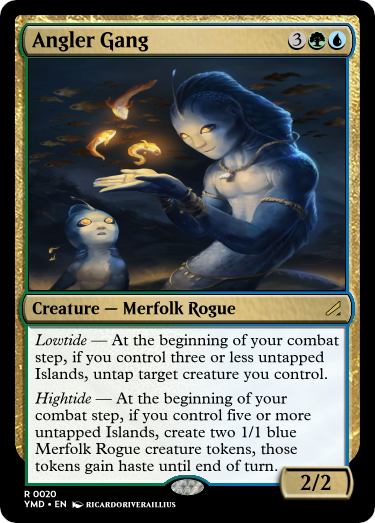 Angler Gang 3
Creature — Merfolk Rogue
Lowtide — At the beginning of your combat
step, if you control three or less untapped
Islands, untap target creature you control.
Hightide — At the beginning of your
combat step, if you control five or more
untapped Islands, create two 1/1 blue
Merfolk Rogue creature tokens, those
tokens gain haste until end of turn.
2/2
R 0020
YMD • EN RICARDORIVERAILLIUS